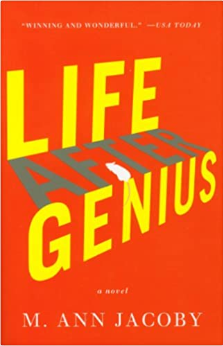 "WINNING AND WONDERFUL." —USA TODAY
LIFE
AFTER
GENIUS
a novel
M. ANN JACOBY